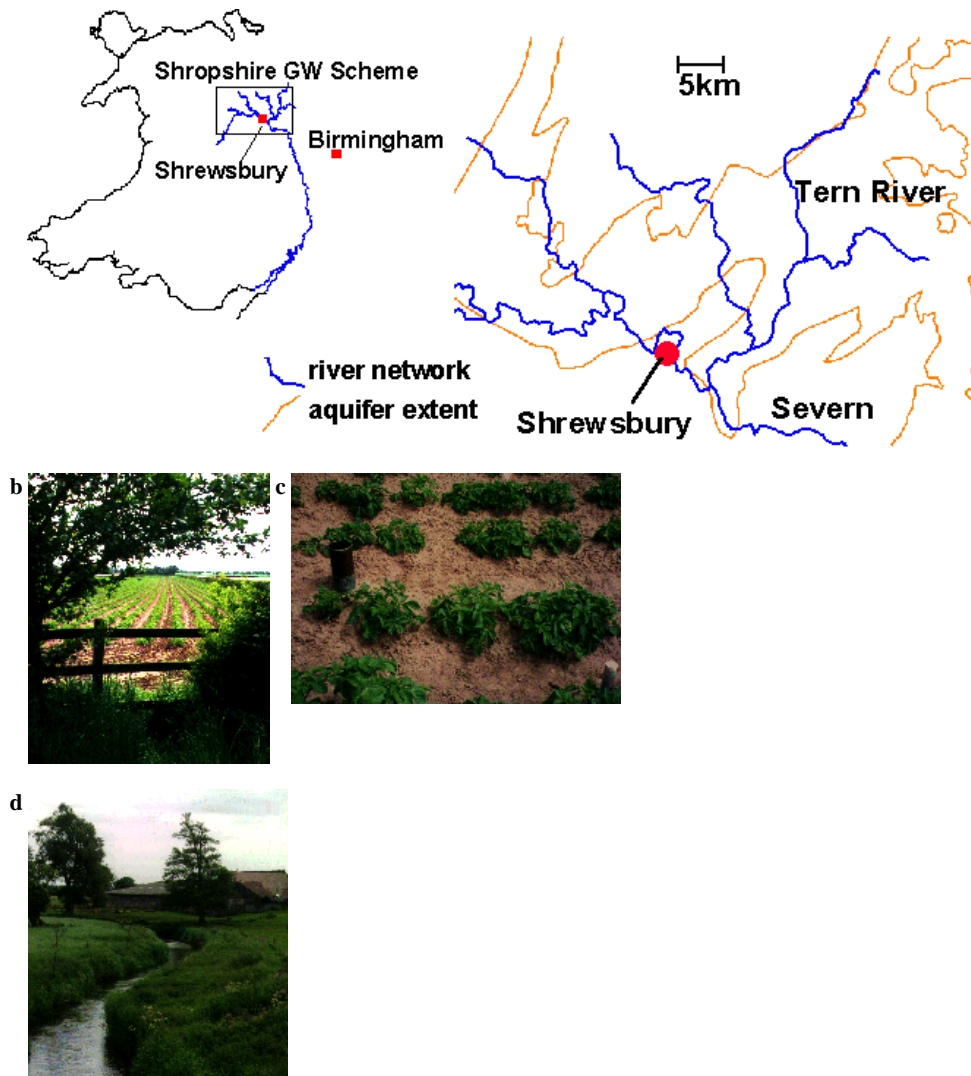 Shropshire GW Scheme
Birmingham
Shrewsbury
5km
Tern River
river network
aquifer extent
Shrewsbury
Severn
b
c
d